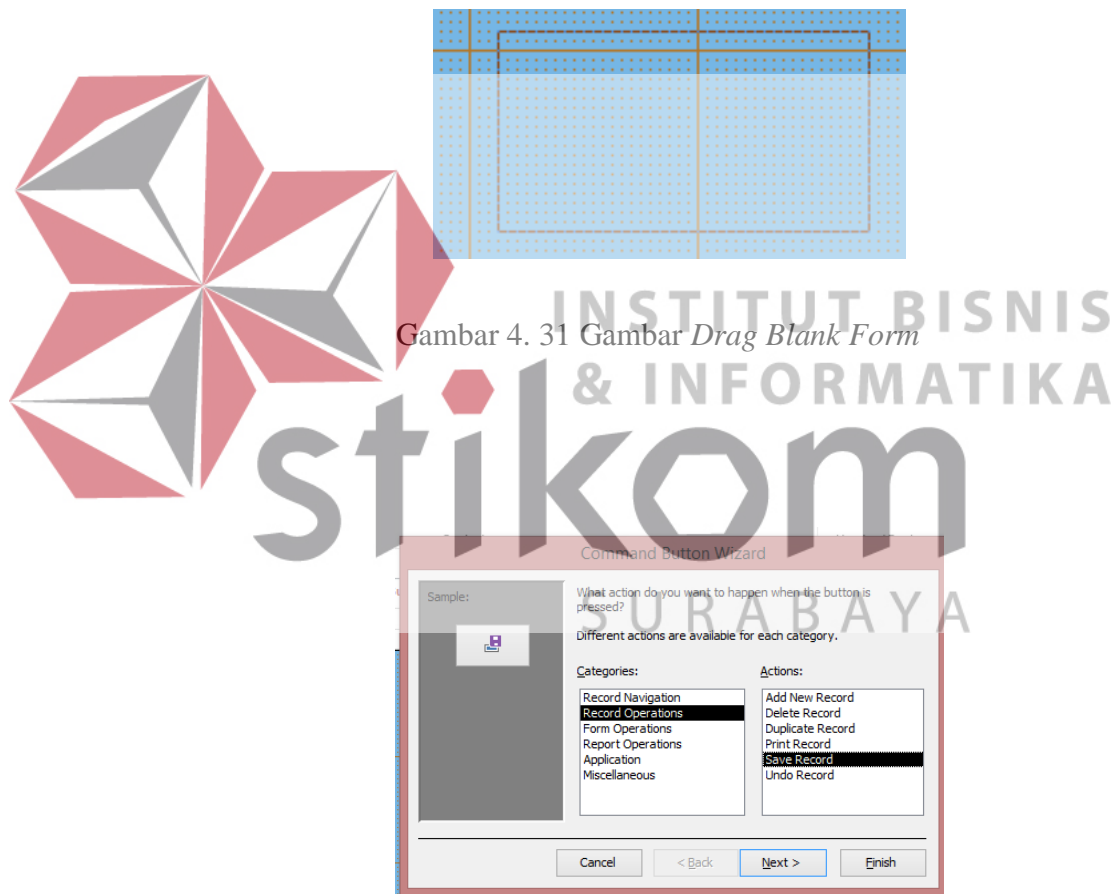 INSTITUT BISNIS
Gambar 4. 31 Gambar Drag Blank Form
& INFORMATIKA
stikom
SURABAYA
Command Button Wizard
Sample:
What action do you want to happen when the button is
pressed?
Different actions are available for each category.
Categories:
Actions:
Record Navigation
Record Operations
Form Operations
Report Operations
Application
Miscellaneous
Add New Record
Delete Record
Duplicate Record
Print Record
Save Record
Undo Record
Cancel
< Back
Next >
Finish